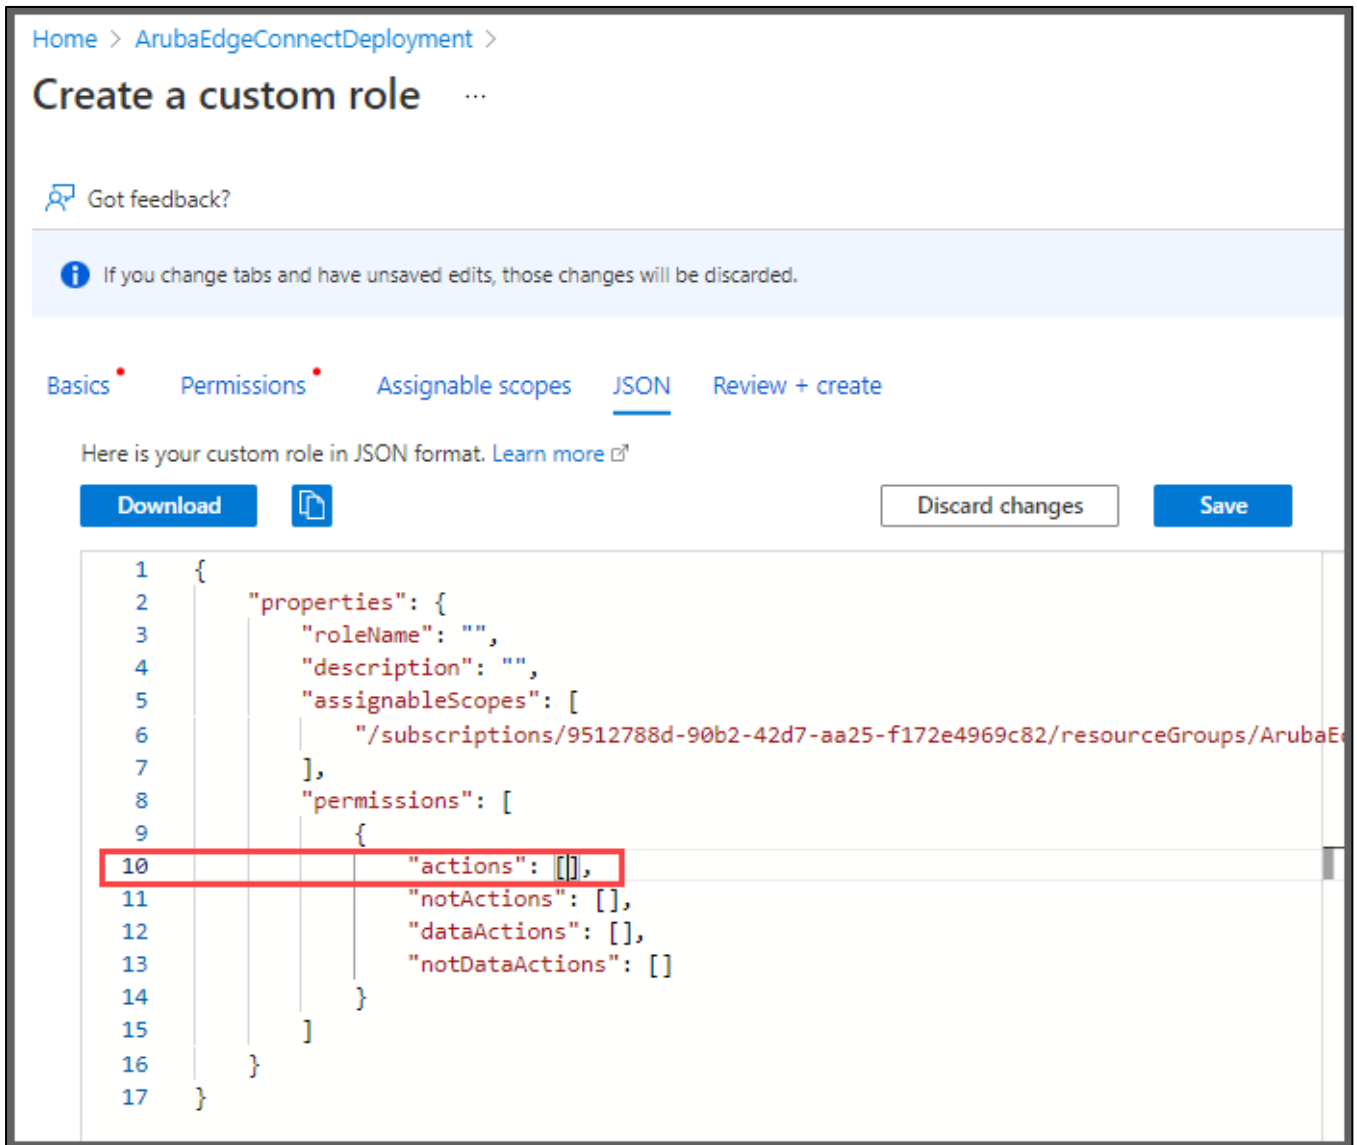 Home > ArubaEdgeConnectDeployment >
Create a custom role ...
Got feedback?
If you change tabs and have unsaved edits, those changes will be discarded.
Basics Permissions Assignable scopes JSON Review + create
Here is your custom role in JSON format. Learn more
Download Discard changes Save
1 {
2 "properties": {
3 "roleName": "",
4 "description": "",
5 "assignableScopes": [
6 "/subscriptions/9512788d-90b2-42d7-aa25-f172e4969c82/resourceGroups/ArubaEd
7 ],
8 "permissions": [
9 {
10 "actions": [],
11 "notActions": [],
12 "dataActions": [],
13 "notDataActions": []
14 }
15 ]
16 }
17 }